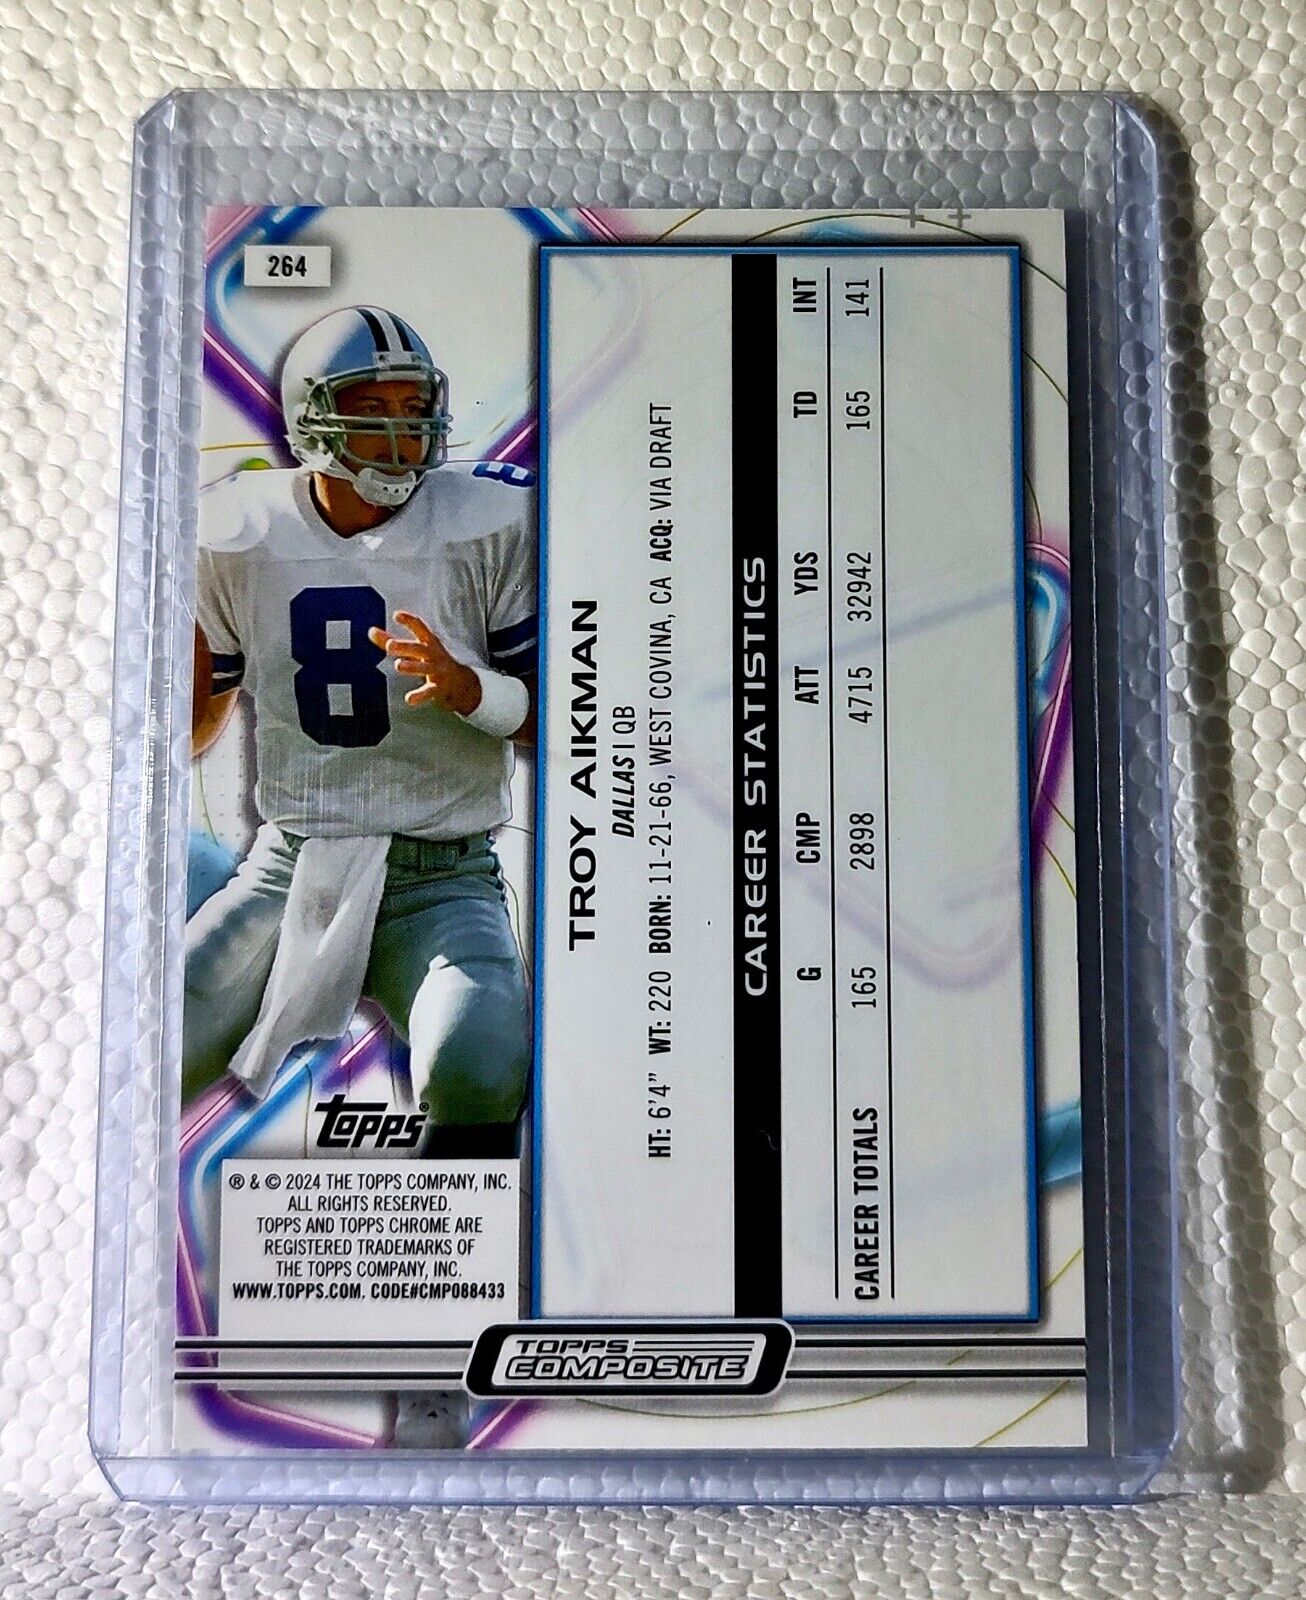 264
8
8
TROY AIKMAN
DALLAS | QB
HT: 6'4" WT: 220 BORN: 11-21-66, WEST COVINA, CA ACQ: VIA DRAFT
CAREER STATISTICS
G CMP ATT YDS TD INT
CAREER TOTALS 165 2898 4715 32942 165 141
Topps®
® & © 2024 THE TOPPS COMPANY, INC.
ALL RIGHTS RESERVED.
TOPPS AND TOPPS CHROME ARE
REGISTERED TRADEMARKS OF
THE TOPPS COMPANY, INC.
WWW.TOPPS.COM. CODE#CMP088433
TOPPS
COMPOSITE